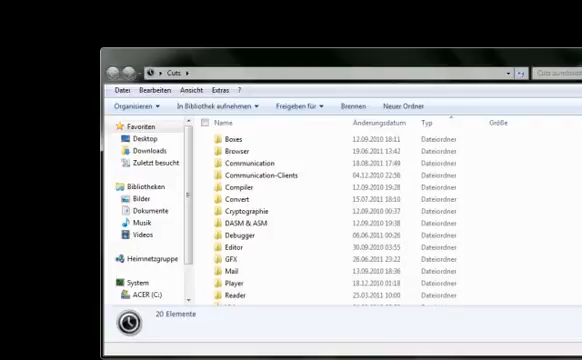 Cuts
Datei Bearbeiten Ansicht Extras ?
Organisieren In Bibliothek aufnehmen Freigeben für Brennen Neuer Ordner
Favoriten
Desktop
Downloads
Zuletzt besucht
Bibliotheken
Bilder
Dokumente
Musik
Videos
Heimnetzgruppe
System
ACER (C:)
Name Änderungsdatum Typ Größe
Boxes 12.09.2010 18:11 Dateiordner
Browser 19.06.2011 13:42 Dateiordner
Communication 18.08.2011 17:49 Dateiordner
Communication-Clients 04.12.2010 22:56 Dateiordner
Compiler 12.09.2010 19:28 Dateiordner
Convert 15.07.2011 18:10 Dateiordner
Cryptographie 12.09.2010 00:37 Dateiordner
DASM & ASM 12.09.2010 19:38 Dateiordner
Debugger 06.06.2011 00:26 Dateiordner
Editor 30.09.2010 03:55 Dateiordner
GFX 26.06.2011 23:22 Dateiordner
Mail 13.09.2010 18:36 Dateiordner
Player 18.12.2010 01:18 Dateiordner
Reader 25.03.2011 10:00 Dateiordner
20 Elemente